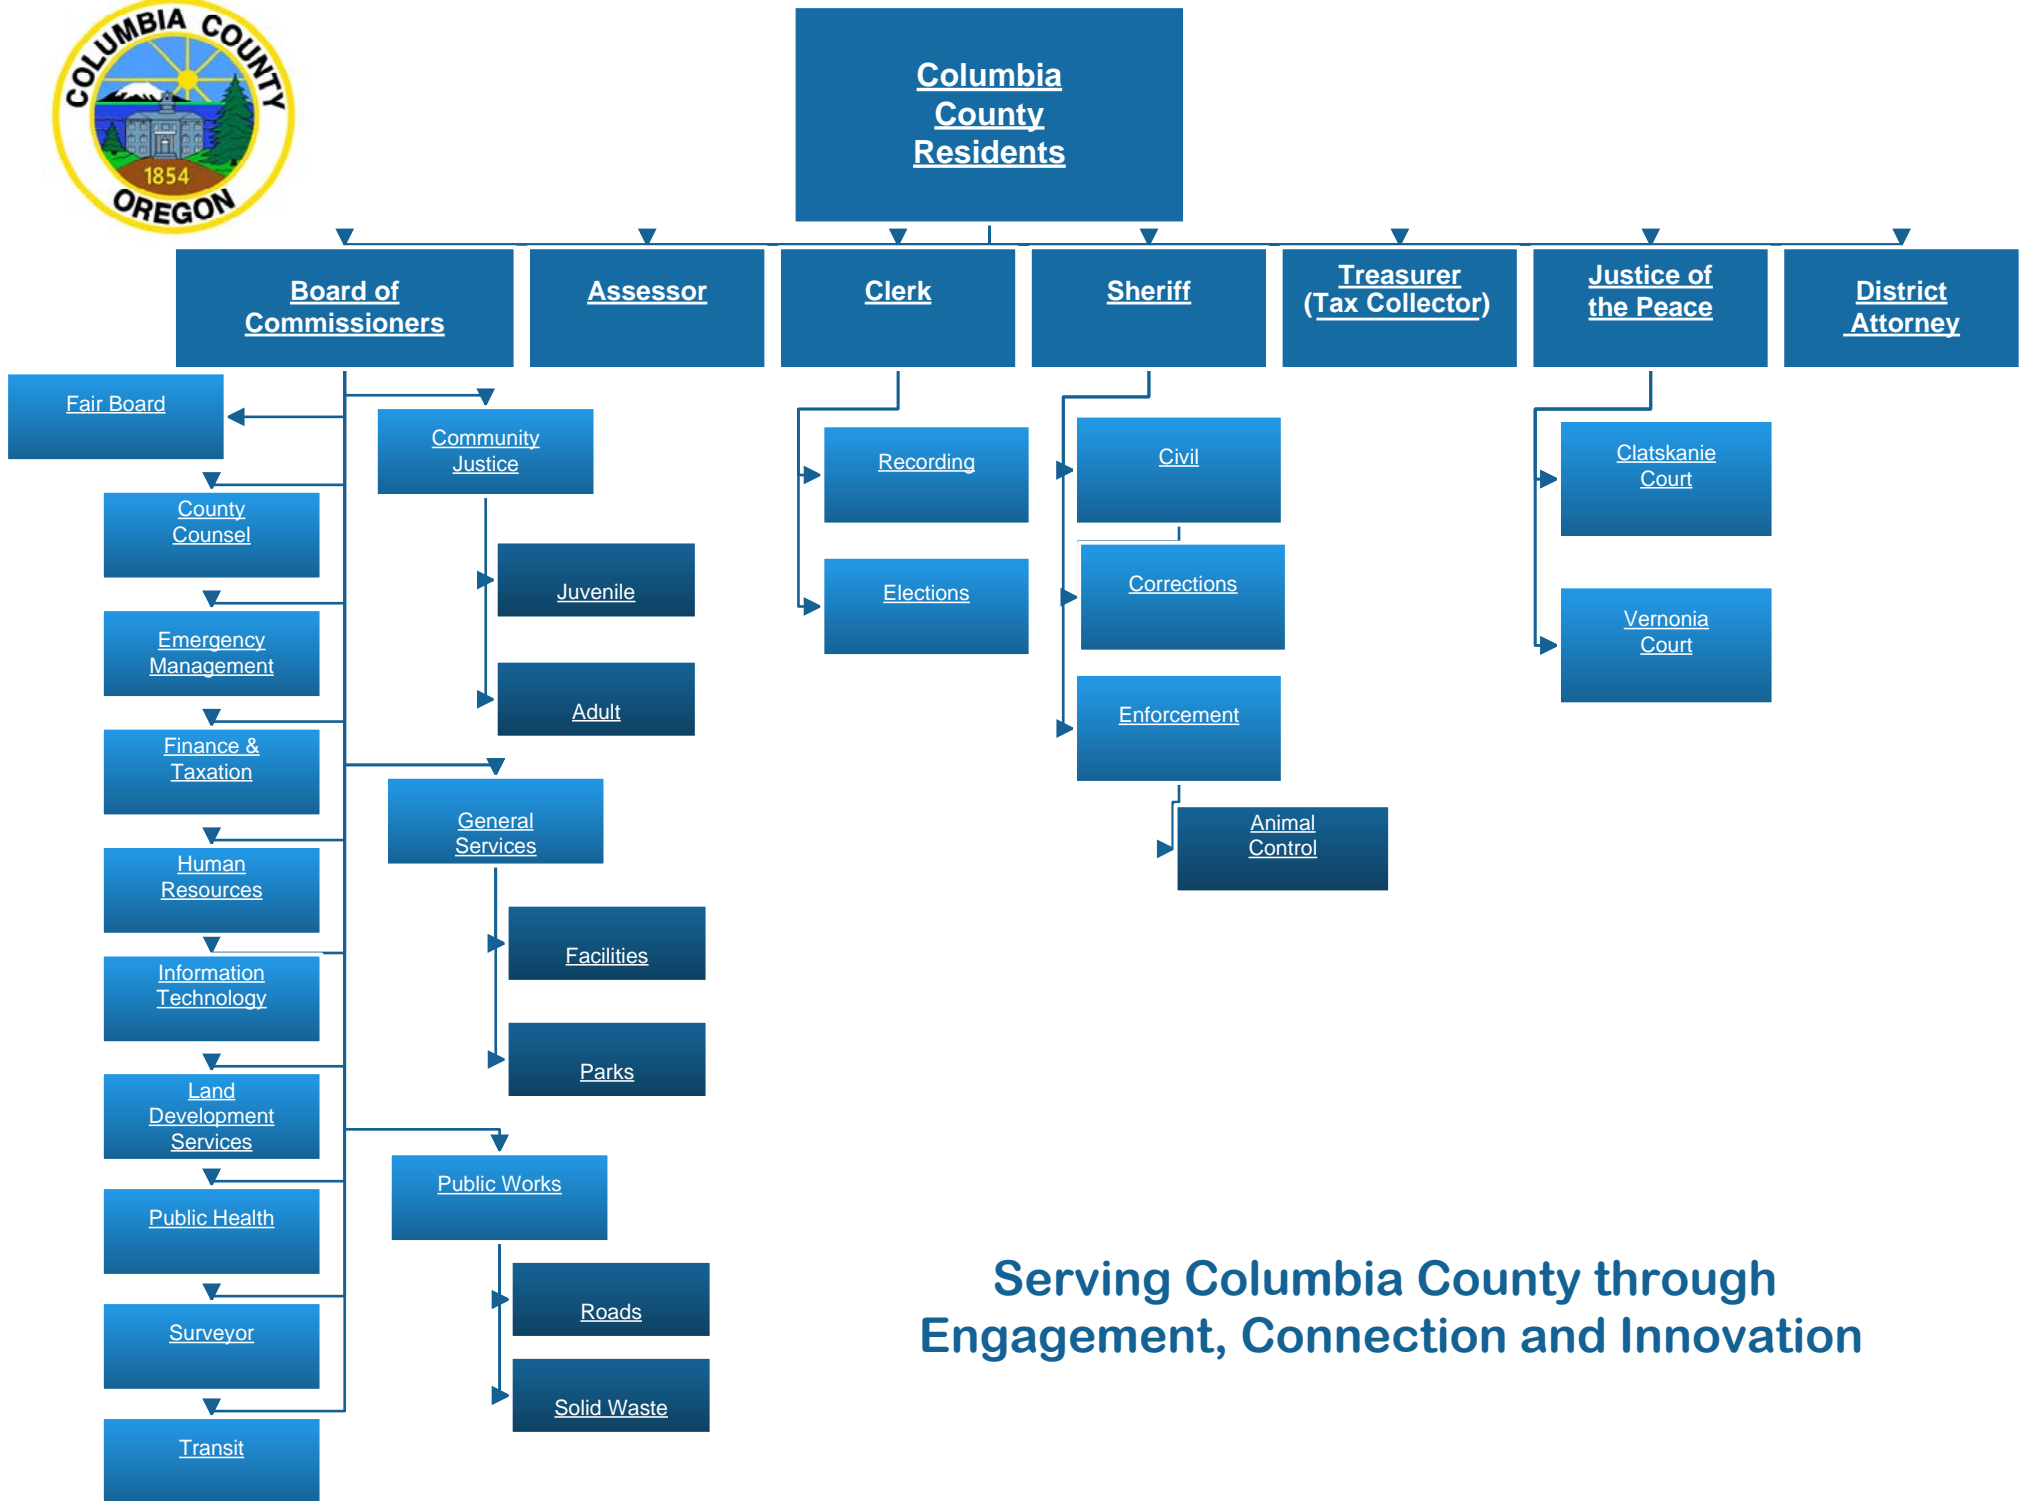 COLUMBIA COUNTY
1854
OREGON
Columbia
County
Residents
Board of
Commissioners
Assessor
Clerk
Sheriff
Treasurer
(Tax Collector)
Justice of
the Peace
District
Attorney
Fair Board
County
Counsel
Emergency
Management
Finance &
Taxation
Human
Resources
Information
Technology
Land
Development
Services
Public Health
Surveyor
Transit
Community
Justice
Juvenile
Adult
General
Services
Facilities
Parks
Public Works
Roads
Solid Waste
Recording
Elections
Civil
Corrections
Enforcement
Animal
Control
Clatskanie
Court
Vernonia
Court
Serving Columbia County through
Engagement, Connection and Innovation